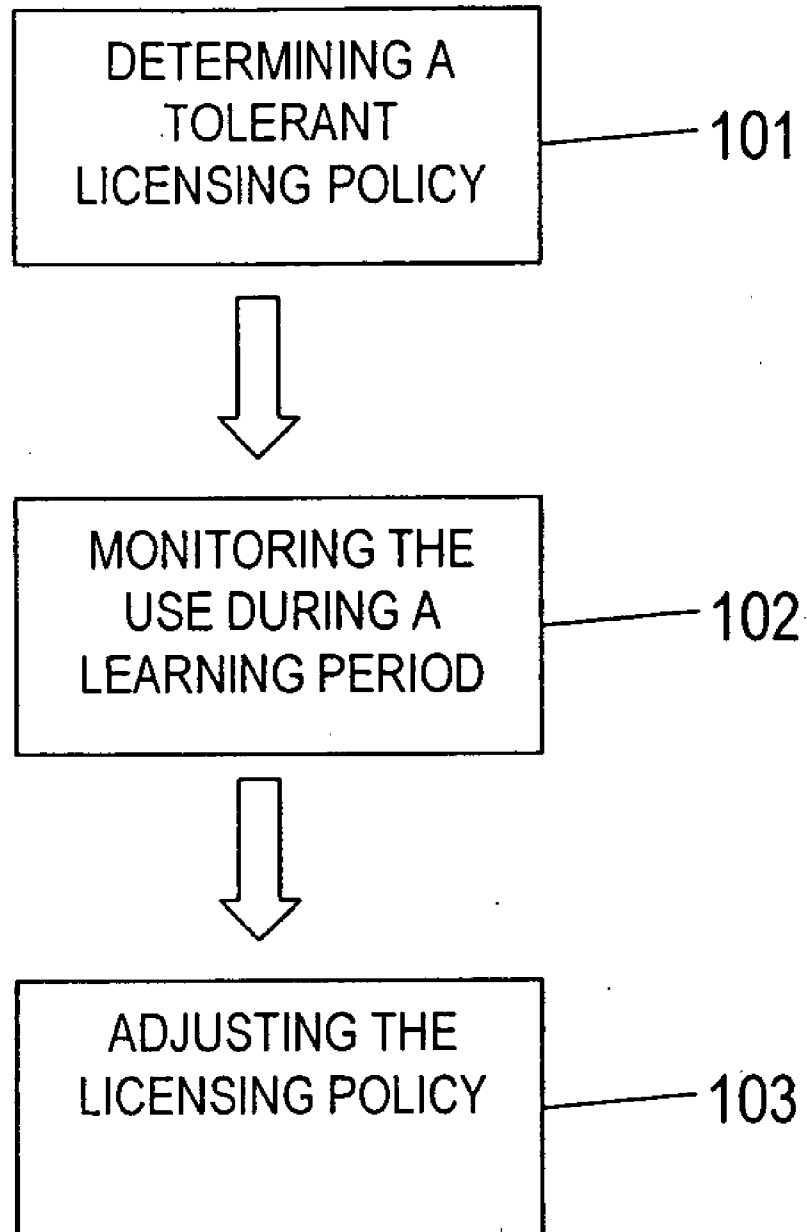 DETERMINING A
TOLERANT
LICENSING POLICY
101
MONITORING THE
USE DURING A
LEARNING PERIOD
102
ADJUSTING THE
LICENSING POLICY
103